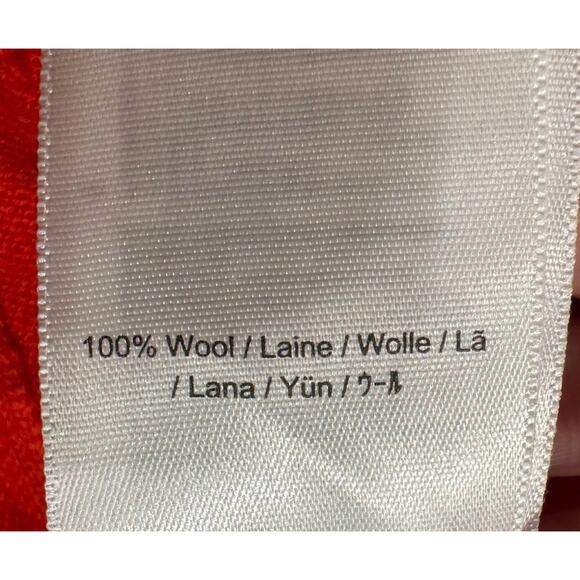 100% Wool / Laine / Wolle / Lã
/ Lana / Yün / ウール